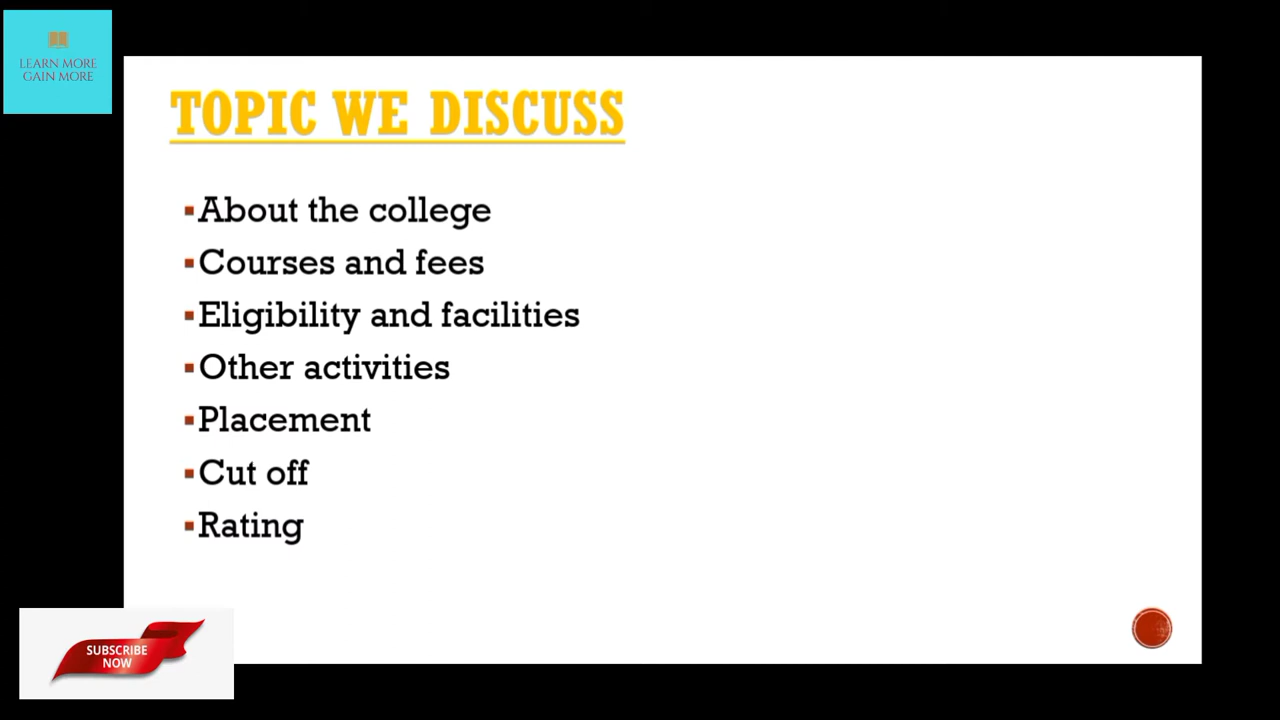 LEARN MORE
GAIN MORE
TOPIC WE DISCUSS
▪About the college
▪Courses and fees
▪Eligibility and facilities
▪Other activities
▪Placement
▪Cut off
▪Rating
SUBSCRIBE
NOW